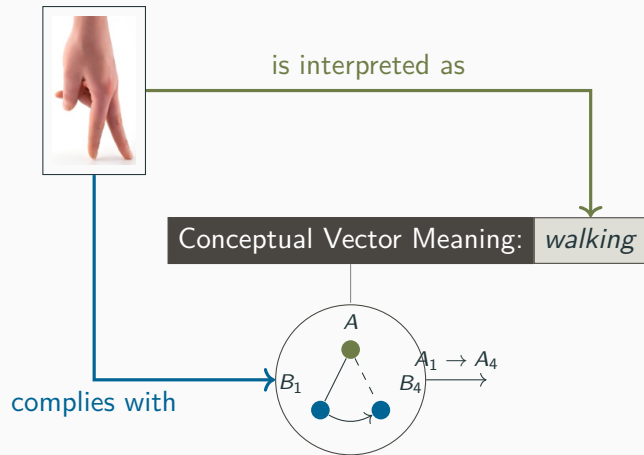 is interpreted as
Conceptual Vector Meaning: walking
A
A₁ → A₄
B₁
B₄
complies with